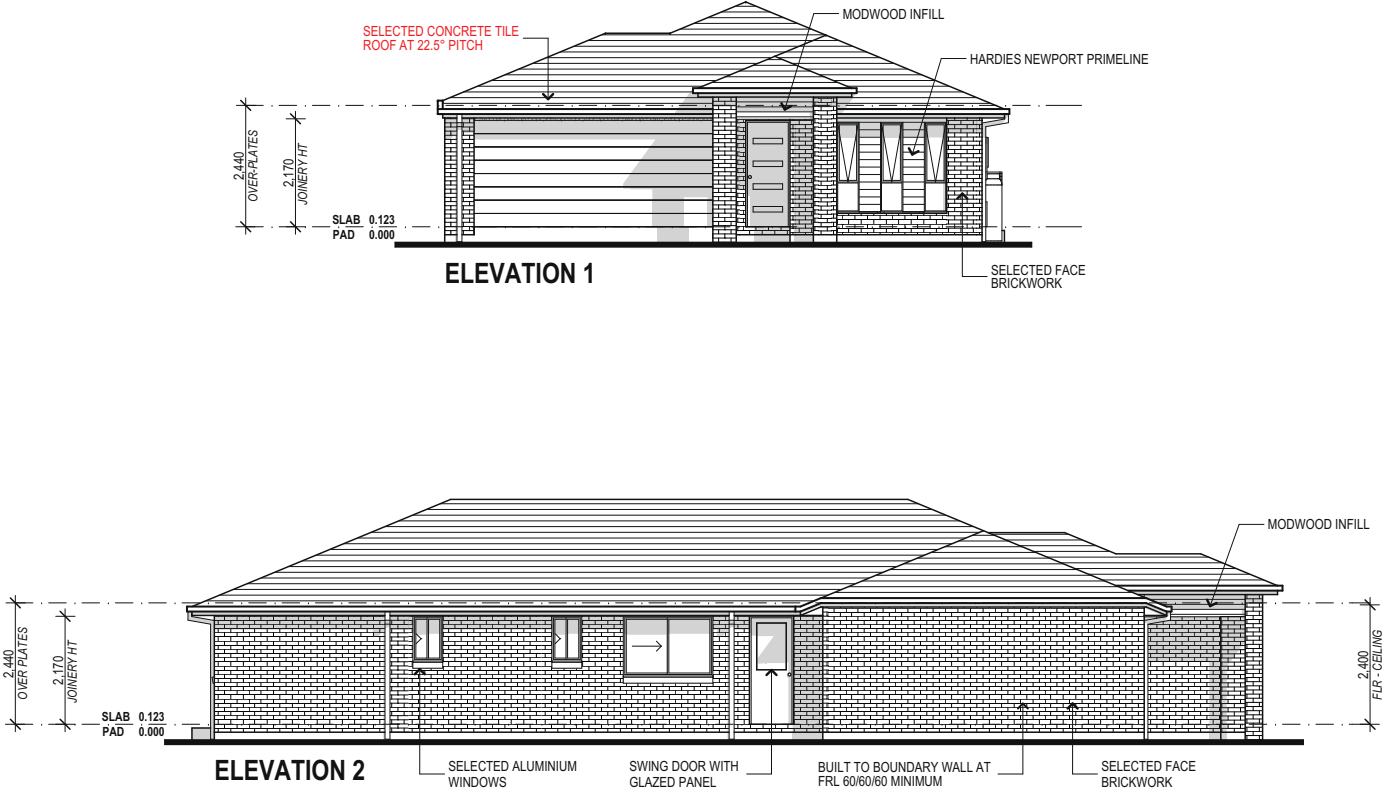 MODWOOD INFILL
SELECTED CONCRETE TILE
ROOF AT 22.5° PITCH
HARDIES NEWPORT PRIMELINE
2,440
OVER-PLATES
2,170
JOINERY HT
SLAB 0.123
PAD 0.000
ELEVATION 1
SELECTED FACE
BRICKWORK
MODWOOD INFILL
2,440
OVER PLATES
2,170
JOINERY HT
2,400
FLR - CEILING
SLAB 0.123
PAD 0.000
ELEVATION 2
SELECTED ALUMINIUM
WINDOWS
SWING DOOR WITH
GLAZED PANEL
BUILT TO BOUNDARY WALL AT
FRL 60/60/60 MINIMUM
SELECTED FACE
BRICKWORK